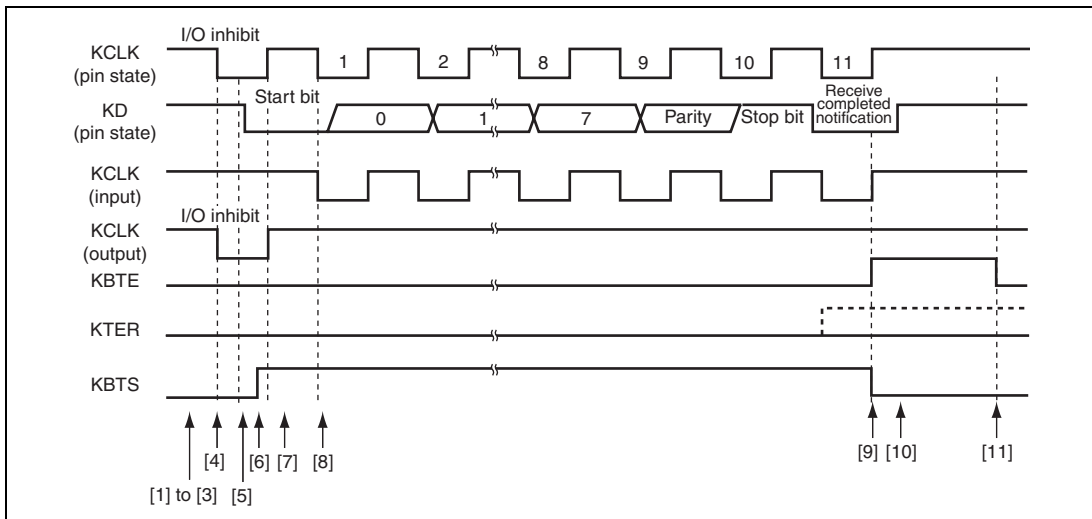 I/O inhibit
KCLK
(pin state)
1 2 8 9 10 11
Start bit
Receive
completed
notification
KD
(pin state)
0 1 7 Parity Stop bit
KCLK
(input)
I/O inhibit
KCLK
(output)
KBTE
KTER
KBTS
[4] [6] [7] [8] [9] [10] [11]
[1] to [3] [5]